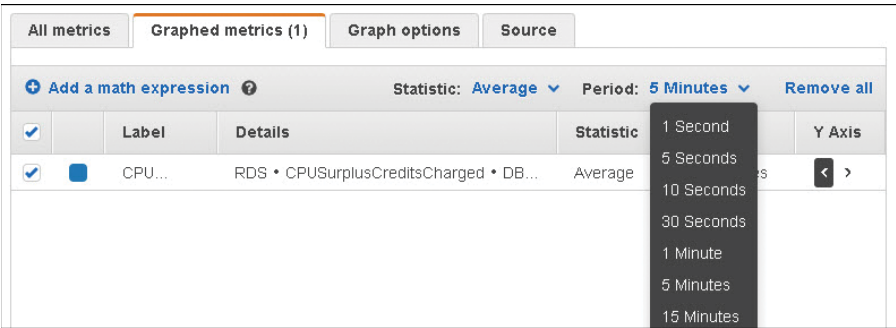 All metrics Graphed metrics (1) Graph options Source
Add a math expression Statistic: Average Period: 5 Minutes Remove all
Label Details Statistic Y Axis
CPU... RDS • CPUSurplusCreditsCharged • DB... Average es
1 Second
5 Seconds
10 Seconds
30 Seconds
1 Minute
5 Minutes
15 Minutes